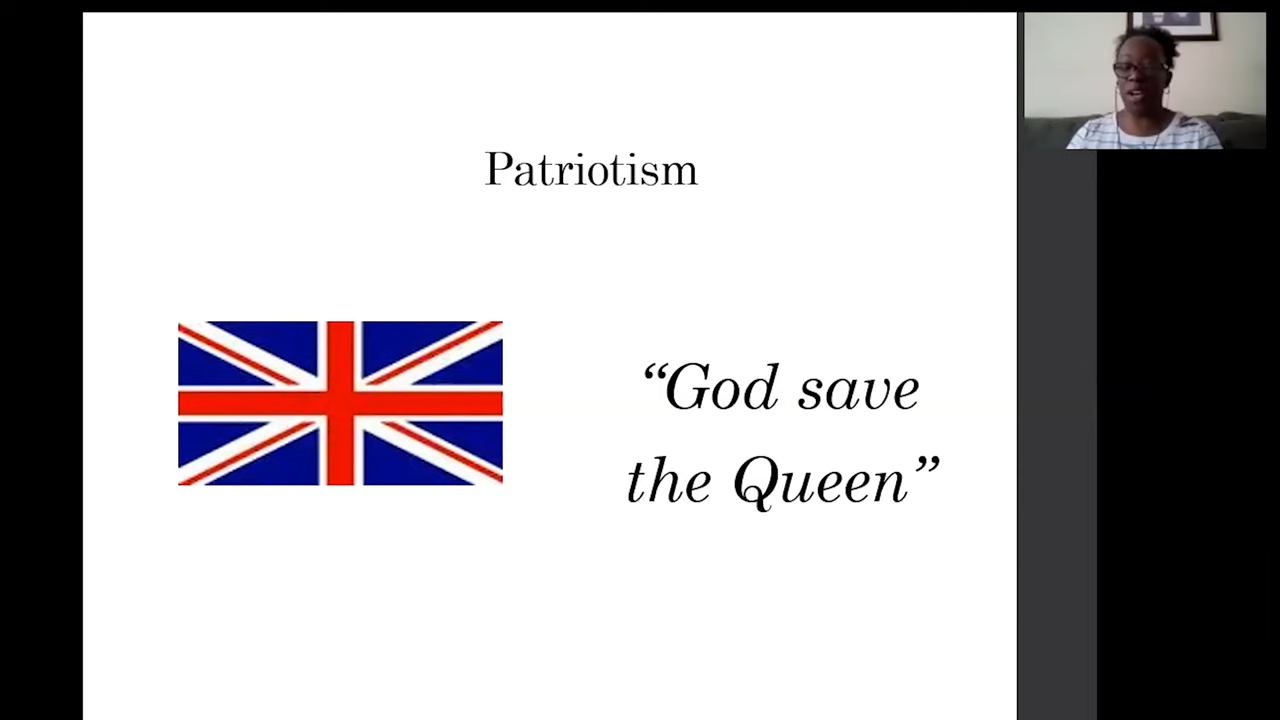 Patriotism
“God save
the Queen”